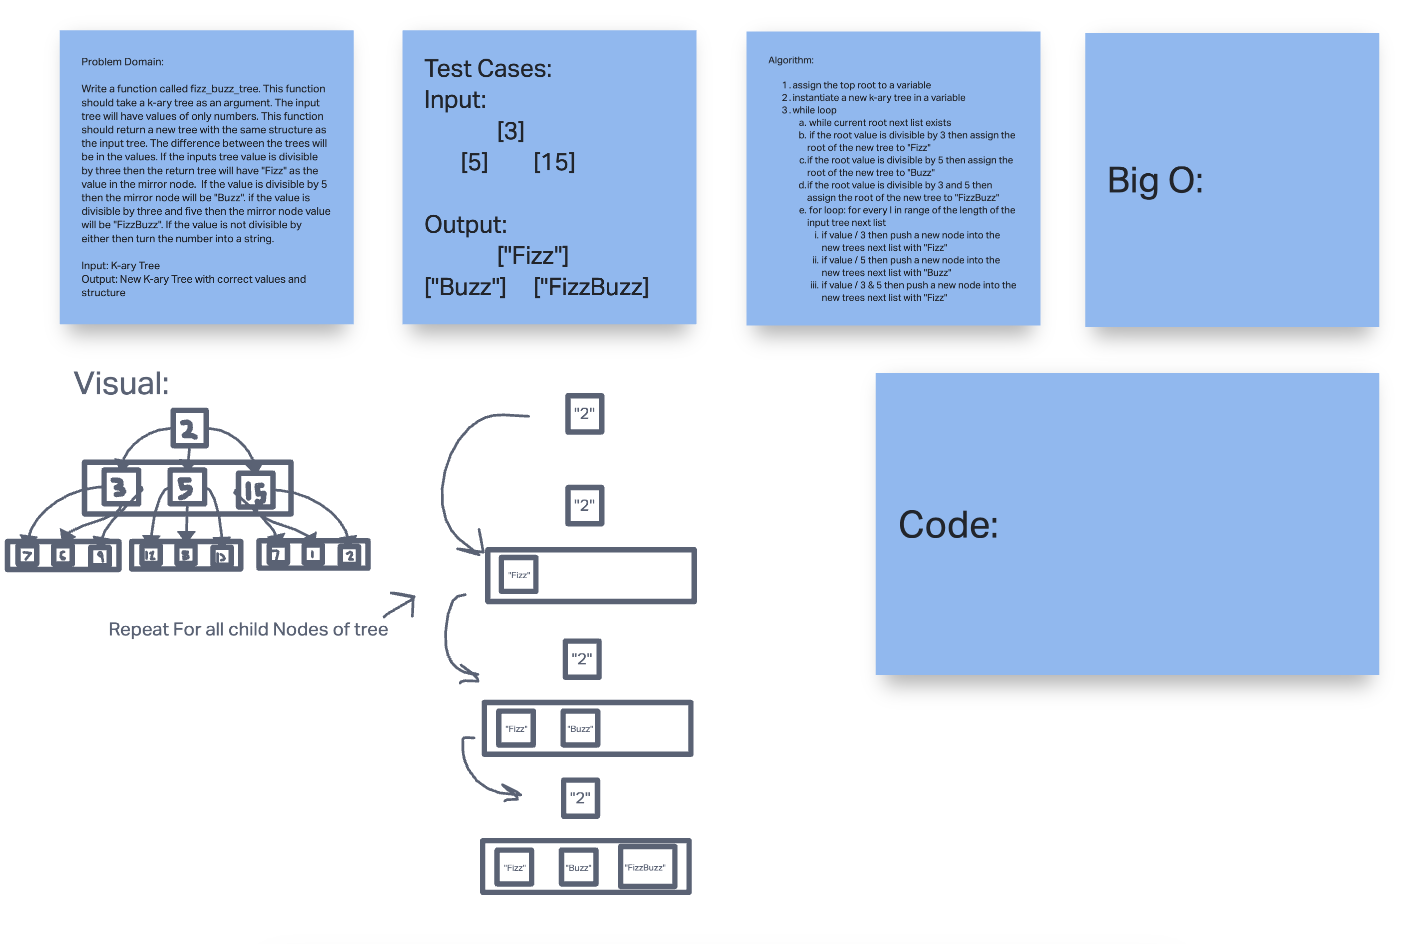 Problem Domain:
Write a function called fizz_buzz_tree. This function
should take a k-ary tree as an argument. The input
tree will have values of only numbers. This function
should return a new tree with the same structure as
the input tree. The difference between the trees will
be in the values. If the inputs tree value is divisible
by three then the return tree will have "Fizz" as the
value in the mirror node.  If the value is divisible by 5
then the mirror node will be "Buzz". if the value is
divisible by three and five then the mirror node value
will be "FizzBuzz". If the value is not divisible by
either then turn the number into a string.
Input: K-ary Tree
Output: New K-ary Tree with correct values and
structure
Test Cases:
Input:
[3]
[5] [15]
Output:
["Fizz"]
["Buzz"] ["FizzBuzz]
Algorithm:
1. assign the top root to a variable
2. instantiate a new k-ary tree in a variable
3. while loop
a. while current root next list exists
b. if the root value is divisible by 3 then assign the
root of the new tree to "Fizz"
c. if the root value is divisible by 5 then assign the
root of the new tree to "Buzz"
d. if the root value is divisible by 3 and 5 then
assign the root of the new tree to "FizzBuzz"
e. for loop: for every I in range of the length of the
input tree next list
i. if value / 3 then push a new node into the
new trees next list with "Fizz"
ii. if value / 5 then push a new node into the
new trees next list with "Buzz"
iii. if value / 3 & 5 then push a new node into the
new trees next list with "Fizz"
Big O:
Visual:
2
3 5 15
7 6 9 7 1 2
Repeat For all child Nodes of tree
"2"
"2"
"Fizz"
"2"
"Fizz" "Buzz"
"2"
"Fizz" "Buzz" "FizzBuzz"
Code: